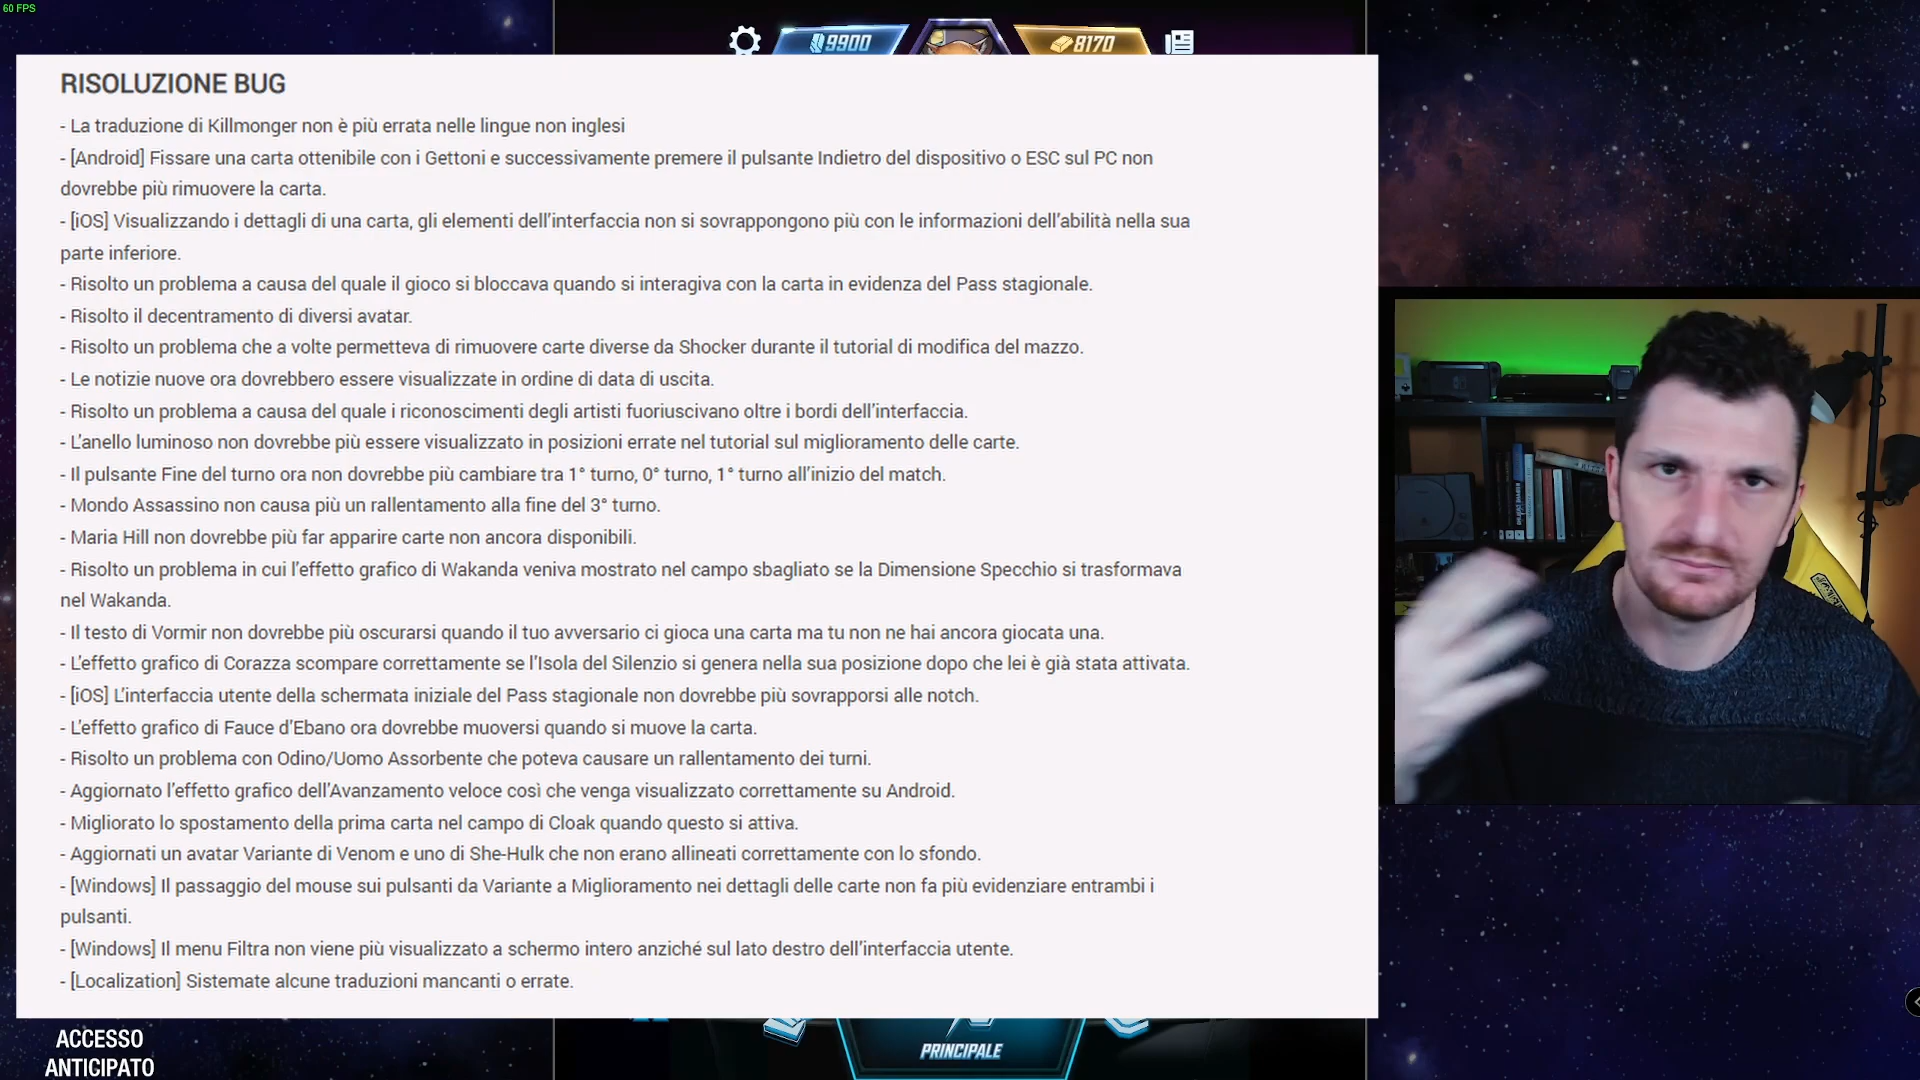 60 FPS
9900
8170
RISOLUZIONE BUG
- La traduzione di Killmonger non è più errata nelle lingue non inglesi
- [Android] Fissare una carta ottenibile con i Gettoni e successivamente premere il pulsante Indietro del dispositivo o ESC sul PC non
dovrebbe più rimuovere la carta.
- [iOS] Visualizzando i dettagli di una carta, gli elementi dell'interfaccia non si sovrappongono più con le informazioni dell'abilità nella sua
parte inferiore.
- Risolto un problema a causa del quale il gioco si bloccava quando si interagiva con la carta in evidenza del Pass stagionale.
- Risolto il decentramento di diversi avatar.
- Risolto un problema che a volte permetteva di rimuovere carte diverse da Shocker durante il tutorial di modifica del mazzo.
- Le notizie nuove ora dovrebbero essere visualizzate in ordine di data di uscita.
- Risolto un problema a causa del quale i riconoscimenti degli artisti fuoriuscivano oltre i bordi dell'interfaccia.
- L'anello luminoso non dovrebbe più essere visualizzato in posizioni errate nel tutorial sul miglioramento delle carte.
- Il pulsante Fine del turno ora non dovrebbe più cambiare tra 1° turno, 0° turno, 1° turno all'inizio del match.
- Mondo Assassino non causa più un rallentamento alla fine del 3° turno.
- Maria Hill non dovrebbe più far apparire carte non ancora disponibili.
- Risolto un problema in cui l'effetto grafico di Wakanda veniva mostrato nel campo sbagliato se la Dimensione Specchio si trasformava
nel Wakanda.
- Il testo di Vormir non dovrebbe più oscurarsi quando il tuo avversario ci gioca una carta ma tu non ne hai ancora giocata una.
- L'effetto grafico di Corazza scompare correttamente se l'Isola del Silenzio si genera nella sua posizione dopo che lei è già stata attivata.
- [iOS] L'interfaccia utente della schermata iniziale del Pass stagionale non dovrebbe più sovrapporsi alle notch.
- L'effetto grafico di Fauce d'Ebano ora dovrebbe muoversi quando si muove la carta.
- Risolto un problema con Odino/Uomo Assorbente che poteva causare un rallentamento dei turni.
- Aggiornato l'effetto grafico dell'Avanzamento veloce così che venga visualizzato correttamente su Android.
- Migliorato lo spostamento della prima carta nel campo di Cloak quando questo si attiva.
- Aggiornati un avatar Variante di Venom e uno di She-Hulk che non erano allineati correttamente con lo sfondo.
- [Windows] Il passaggio del mouse sui pulsanti da Variante a Miglioramento nei dettagli delle carte non fa più evidenziare entrambi i
pulsanti.
- [Windows] Il menu Filtra non viene più visualizzato a schermo intero anziché sul lato destro dell'interfaccia utente.
- [Localization] Sistemate alcune traduzioni mancanti o errate.
ACCESSO
ANTICIPATO
PRINCIPALE